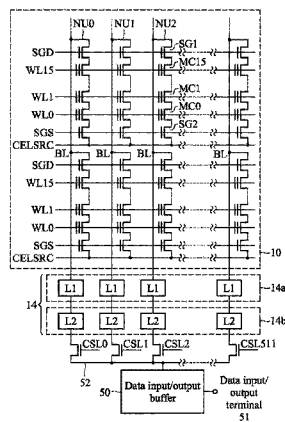 NU0 NU1 NU2
SGD SG1
WL15 MC15
WL1 MC1
WL0 MC0
SGS SG2
CELSRC
BL BL BL BL
SGD
WL15
WL1
WL0
SGS
CELSRC
10
L1 L1 L1 L1 14a
14
L2 L2 L2 L2 14b
CSL0 CSL1 CSL2 CSL511
52
50 Data input/output buffer
Data input/
output
terminal
51